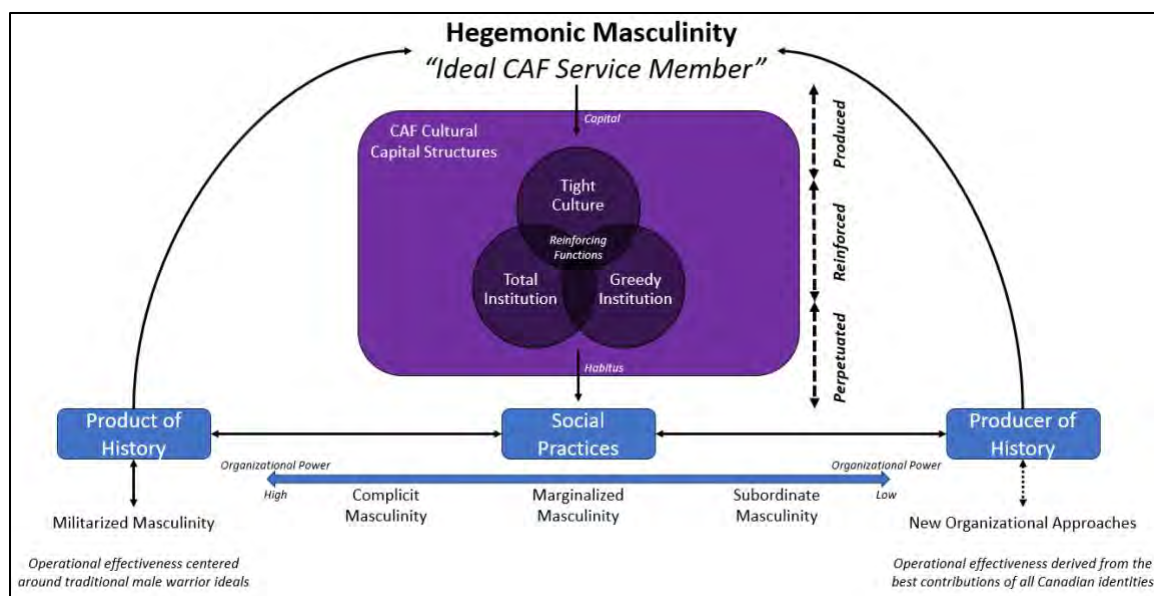 Hegemonic Masculinity
“Ideal CAF Service Member”
Capital
CAF Cultural
Capital Structures
Tight
Culture
Reinforcing
Functions
Total
Institution
Greedy
Institution
Habitus
Produced
Reinforced
Perpetuated
Product of
History
Social
Practices
Producer of
History
Organizational Power
High
Organizational Power
Low
Complicit
Masculinity
Marginalized
Masculinity
Subordinate
Masculinity
Militarized Masculinity
New Organizational Approaches
Operational effectiveness centered
around traditional male warrior ideals
Operational effectiveness derived from the
best contributions of all Canadian identities